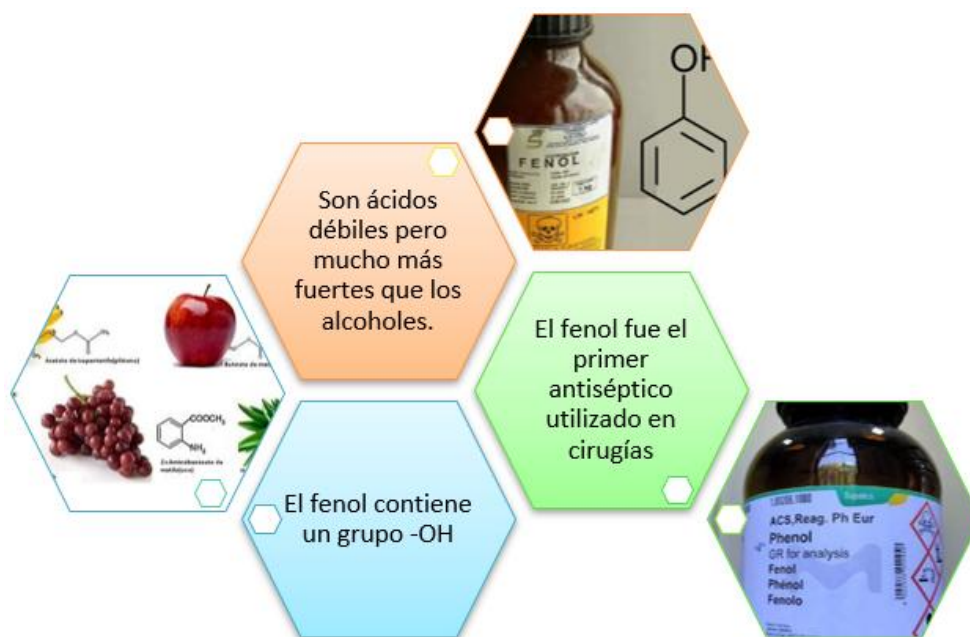 OH
FENOL
Son ácidos
débiles pero
mucho más
fuertes que los
alcoholes.
El fenol fue el
primer
antiséptico
utilizado en
cirugías
COOCH₃
NH₂
El fenol contiene
un grupo -OH
ACS,Reag. Ph Eur
Phenol
GR for analysis
Fenol
Phénol
Fenolo